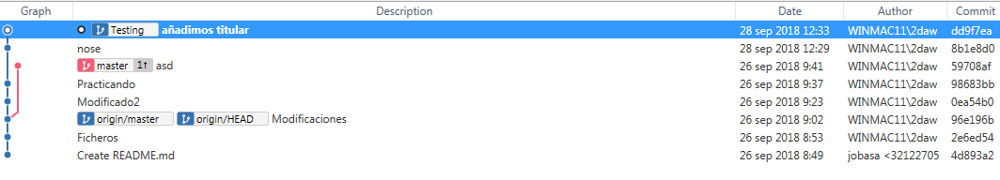 Graph Description Date Author Commit
Testing añadimos titular 28 sep 2018 12:33 WINMAC11\2daw dd9f7ea
nose 28 sep 2018 12:29 WINMAC11\2daw 8b1e8d0
master 1↑ asd 26 sep 2018 9:41 WINMAC11\2daw 59708af
Practicando 26 sep 2018 9:37 WINMAC11\2daw 98683bb
Modificado2 26 sep 2018 9:23 WINMAC11\2daw 0ea54b0
origin/master origin/HEAD Modificaciones 26 sep 2018 9:02 WINMAC11\2daw 96e196b
Ficheros 26 sep 2018 8:53 WINMAC11\2daw 2e6ed54
Create README.md 26 sep 2018 8:49 jobasa <32122705 4d893a2